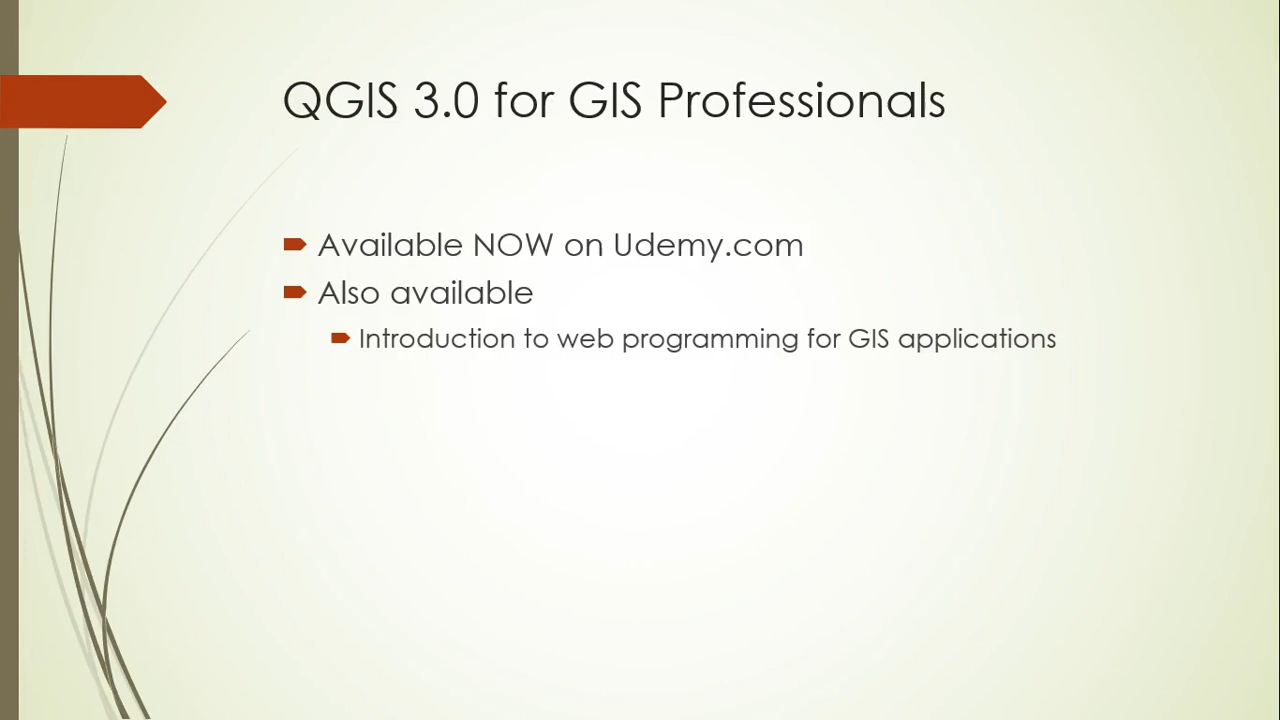 QGIS 3.0 for GIS Professionals
Available NOW on Udemy.com
Also available
Introduction to web programming for GIS applications